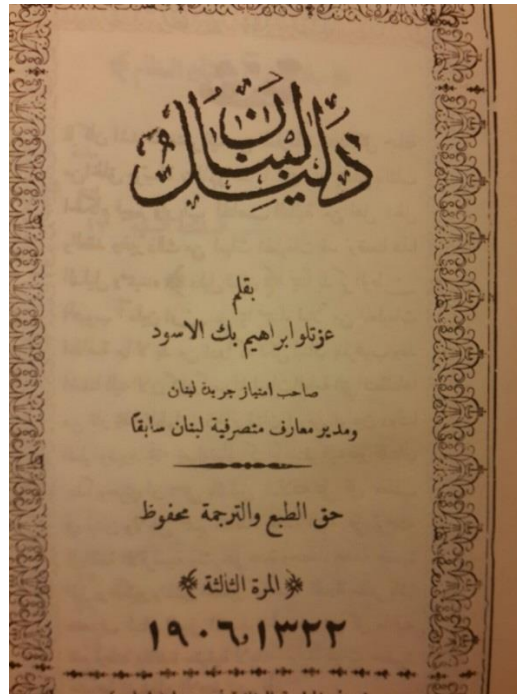 دليل لبنان
بقلم
عزتلو ابراهيم بك الاسود
صاحب امتياز جريدة لبنان
ومدير معارف متصرفية لبنان سابقاً
حق الطبع والترجمة محفوظ
المرة الثالثة
١٩٠٦،١٣٢٢